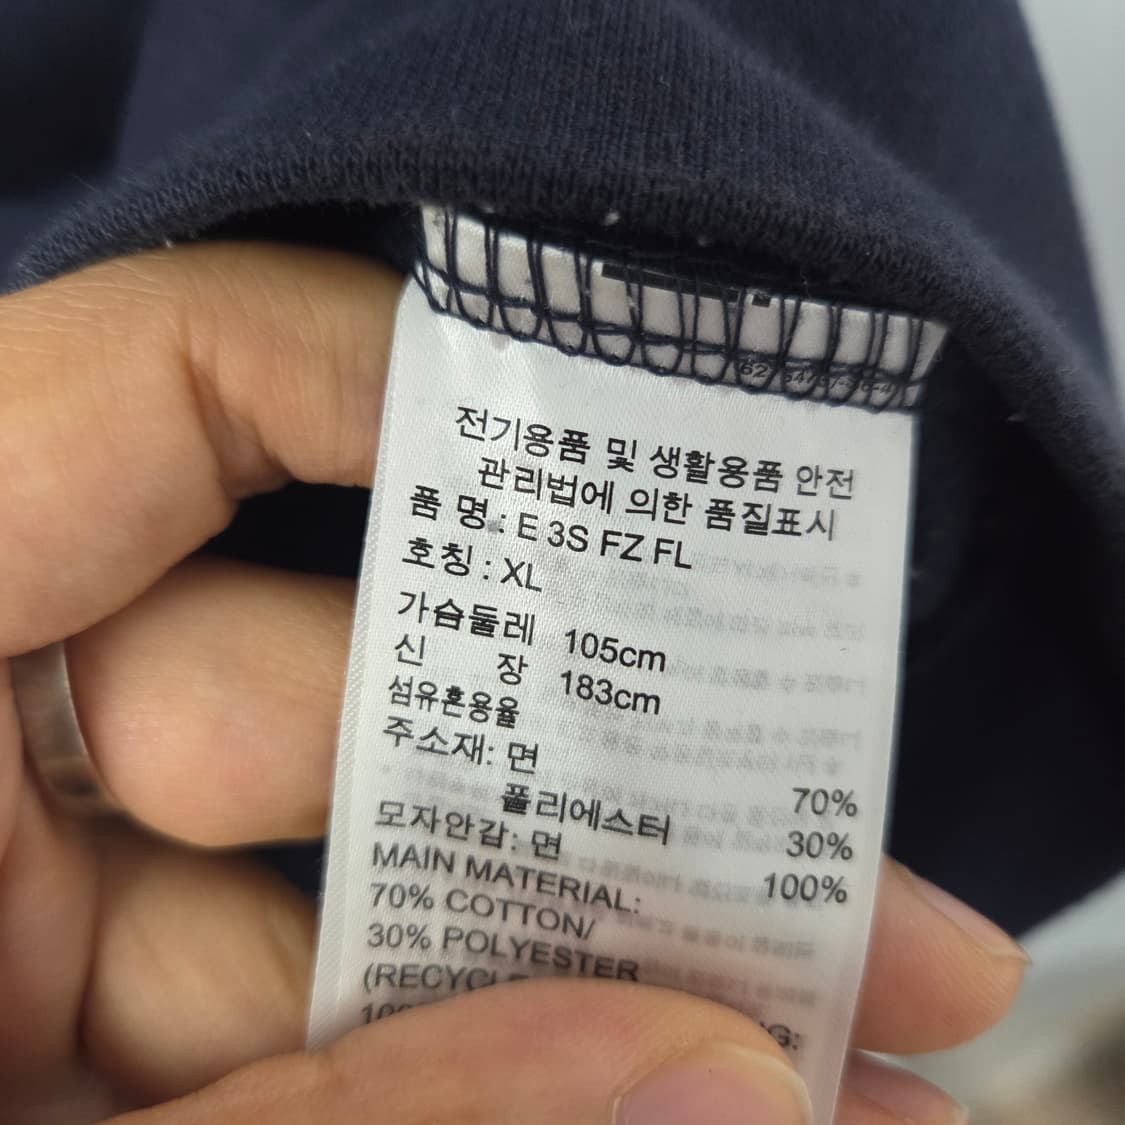 전기용품 및 생활용품 안전
관리법에 의한 품질표시
품 명 : E 3S FZ FL
호칭 : XL
가슴둘레 105cm
신 장 183cm
섬유혼용율
주소재: 면 70%
폴리에스터 30%
모자안감: 면 100%
MAIN MATERIAL:
70% COTTON/
30% POLYESTER